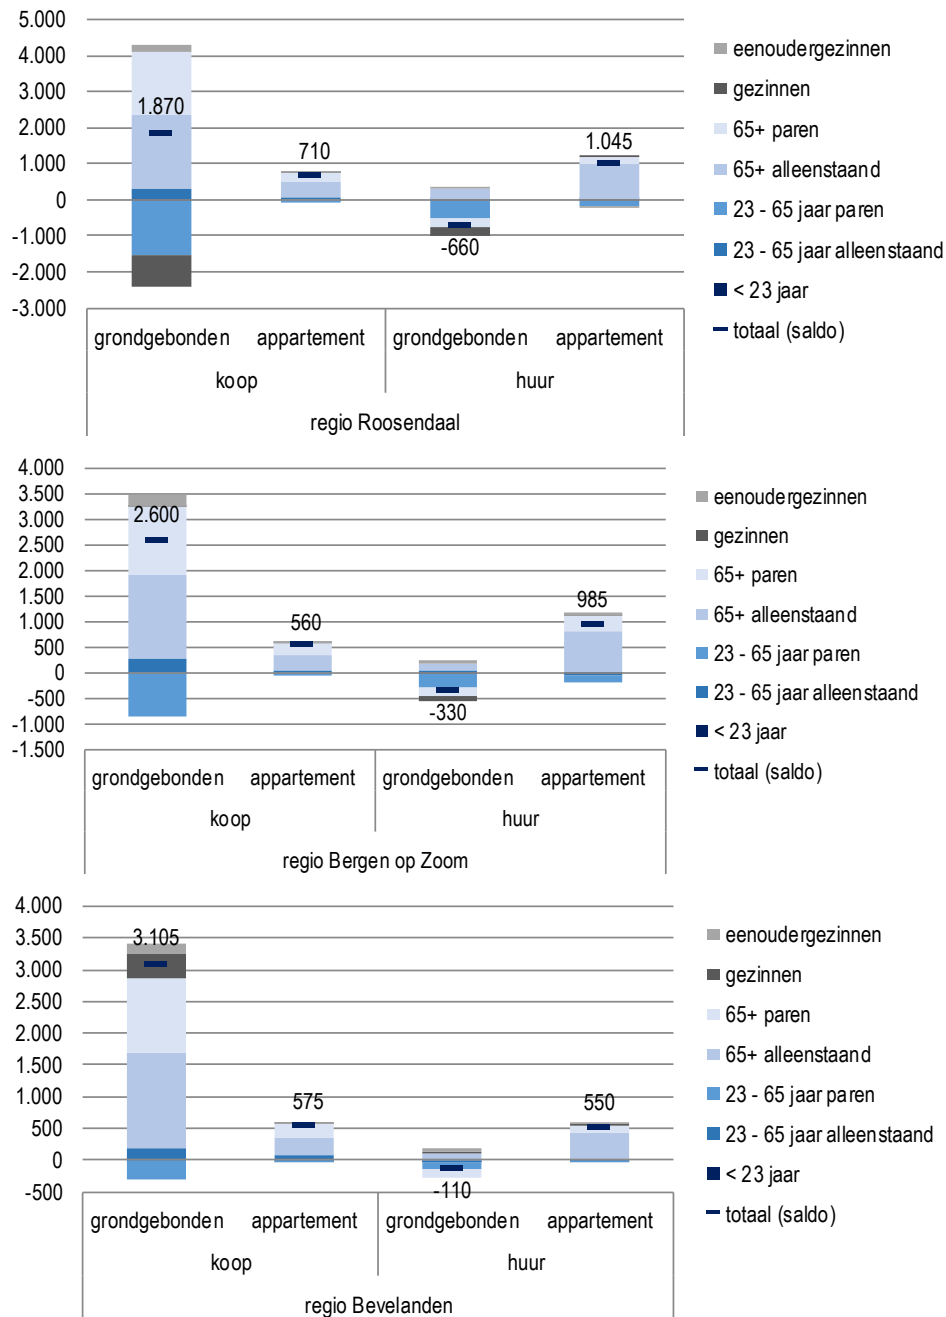 5.000
4.000
3.000
2.000
1.000
0
-1.000
-2.000
-3.000
1.870
710
-660
1.045
grondgebonden appartement grondgebonden appartement
koop huur
regio Roosendaal
eenoudergezinnen
gezinnen
65+ paren
65+ alleenstaand
23 - 65 jaar paren
23 - 65 jaar alleenstaand
< 23 jaar
totaal (saldo)
4.000
3.500
3.000
2.500
2.000
1.500
1.000
500
0
-500
-1.000
-1.500
2.600
560
-330
985
grondgebonden appartement grondgebonden appartement
koop huur
regio Bergen op Zoom
eenoudergezinnen
gezinnen
65+ paren
65+ alleenstaand
23 - 65 jaar paren
23 - 65 jaar alleenstaand
< 23 jaar
totaal (saldo)
4.000
3.500
3.000
2.500
2.000
1.500
1.000
500
0
-500
3.105
575
-110
550
grondgebonden appartement grondgebonden appartement
koop huur
regio Bevelanden
eenoudergezinnen
gezinnen
65+ paren
65+ alleenstaand
23 - 65 jaar paren
23 - 65 jaar alleenstaand
< 23 jaar
totaal (saldo)